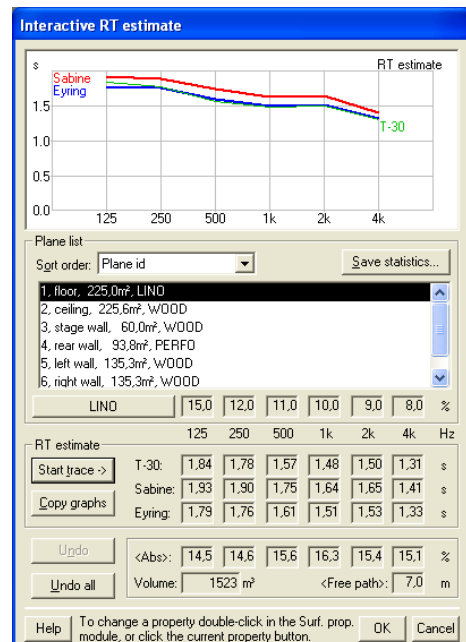 Interactive RT estimate
s RT estimate
Sabine
Eyring
1.5
T-30
1.0
0.5
0.0
125 250 500 1k 2k 4k
Plane list
Sort order: Plane id Save statistics...
1, floor, 225,0m², LINO
2, ceiling, 225,6m², WOOD
3, stage wall, 60,0m², WOOD
4, rear wall, 93,8m², PERFO
5, left wall, 135,3m², WOOD
6, right wall, 135,3m², WOOD
LINO 15,0 12,0 11,0 10,0 9,0 8,0 %
125 250 500 1k 2k 4k Hz
RT estimate
Start trace -> T-30: 1,84 1,78 1,57 1,48 1,50 1,31 s
Sabine: 1,93 1,90 1,75 1,64 1,65 1,41 s
Copy graphs Eyring: 1,79 1,76 1,61 1,51 1,53 1,33 s
Undo <Abs>: 14,5 14,6 15,6 16,3 15,4 15,1 %
Undo all Volume: 1523 m³ <Free path>: 7,0 m
Help To change a property double-click in the Surf. prop. OK Cancel
module, or click the current property button.